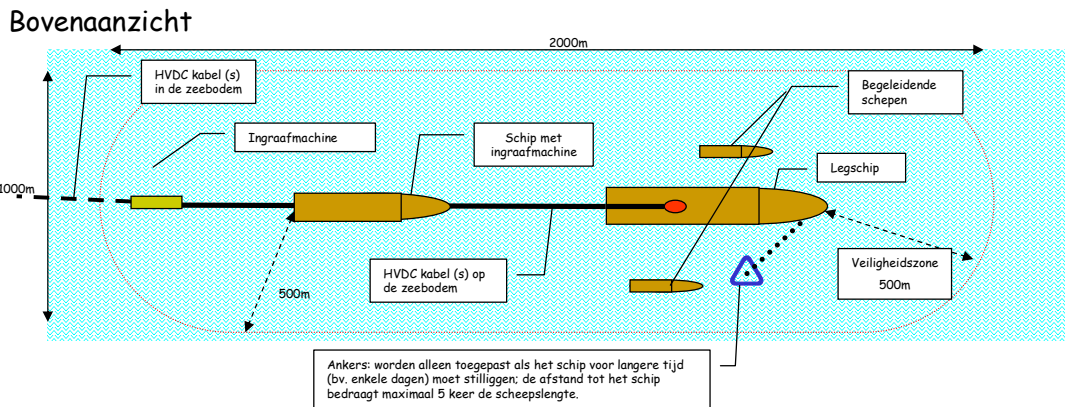 Bovenaanzicht
2000m
HVDC kabel (s)
in de zeebodem
Begeleidende
schepen
Ingraafmachine
Schip met
ingraafmachine
Legschip
1000m
HVDC kabel (s) op
de zeebodem
500m
Veiligheidszone
500m
Ankers: worden alleen toegepast als het schip voor langere tijd
(bv. enkele dagen) moet stilliggen; de afstand tot het schip
bedraagt maximaal 5 keer de scheepslengte.